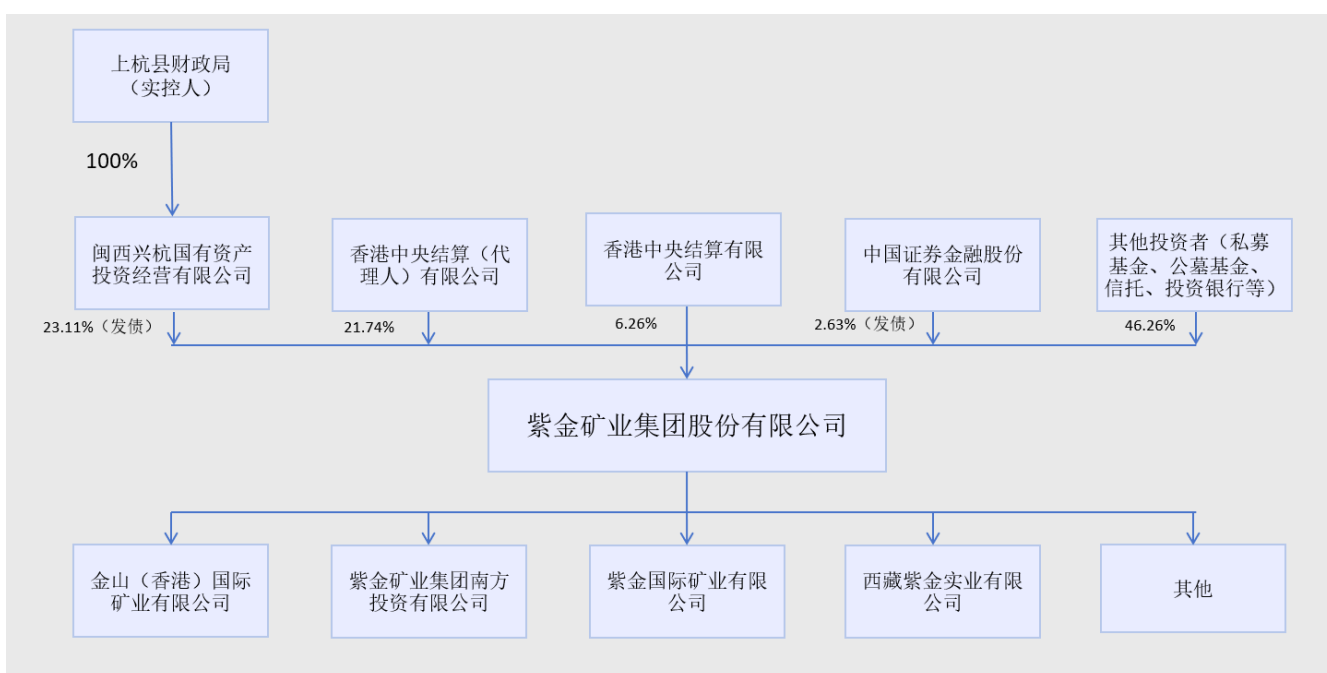 上杭县财政局
（实控人）
100%
闽西兴杭国有资产
投资经营有限公司
香港中央结算（代
理人）有限公司
香港中央结算有限
公司
中国证券金融股份
有限公司
其他投资者（私募
基金、公墓基金、
信托、投资银行等）
23.11%（发债）
21.74%
6.26%
2.63%（发债）
46.26%
紫金矿业集团股份有限公司
金山（香港）国际
矿业有限公司
紫金矿业集团南方
投资有限公司
紫金国际矿业有限
公司
西藏紫金实业有限
公司
其他